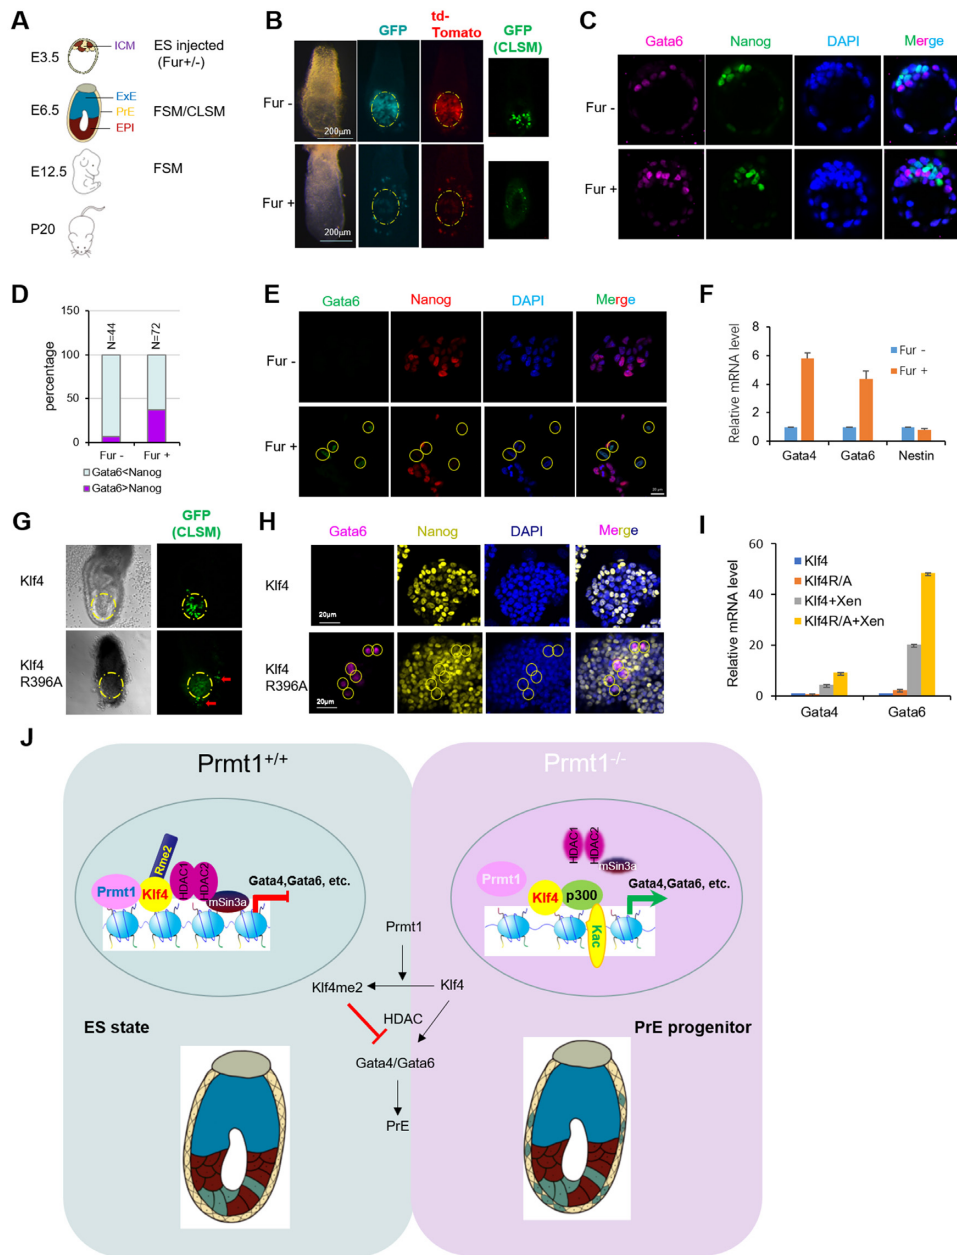 A
ICM
ES injected
(Fur+/-)
E3.5
ExE
PrE
EPI
E6.5
FSM/CLSM
E12.5
FSM
P20
B
GFP
td-
Tomato
GFP
(CLSM)
Fur -
200μm
Fur +
200μm
C
Gata6
Nanog
DAPI
Merge
Fur -
Fur +
D
percentage
150
100
50
0
N=44
N=72
Fur -
Fur +
Gata6<Nanog
Gata6>Nanog
E
Gata6
Nanog
DAPI
Merge
Fur -
Fur +
20 μm
F
Relative mRNA level
8
6
4
2
0
Fur -
Fur +
Gata4
Gata6
Nestin
G
GFP
(CLSM)
Klf4
Klf4
R396A
H
Gata6
Nanog
DAPI
Merge
Klf4
20μm
Klf4
R396A
20μm
I
Relative mRNA level
60
40
20
0
Klf4
Klf4R/A
Klf4+Xen
Klf4R/A+Xen
Gata4
Gata6
J
Prmt1+/+
Prmt1-/-
Rme2
Prmt1
Klf4
HDAC1
HDAC2
mSin3a
Gata4,Gata6, etc.
HDAC1
HDAC2
mSin3a
Prmt1
Klf4
p300
Kac
Gata4,Gata6, etc.
Prmt1
Klf4me2
Klf4
HDAC
Gata4/Gata6
PrE
ES state
PrE progenitor